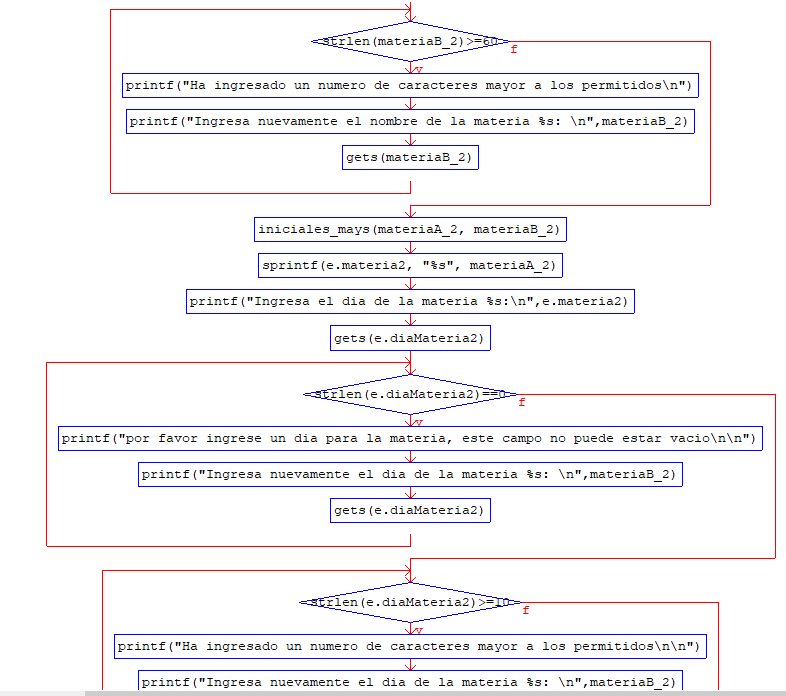 strlen(materiaB_2)>=60
f
v
printf("Ha ingresado un numero de caracteres mayor a los permitidos\n")
printf("Ingresa nuevamente el nombre de la materia %s: \n",materiaB_2)
gets(materiaB_2)
iniciales_mays(materiaA_2, materiaB_2)
sprintf(e.materia2, "%s", materiaA_2)
printf("Ingresa el dia de la materia %s:\n",e.materia2)
gets(e.diaMateria2)
strlen(e.diaMateria2)==0
f
v
printf("por favor ingrese un dia para la materia, este campo no puede estar vacio\n\n")
printf("Ingresa nuevamente el dia de la materia %s: \n",materiaB_2)
gets(e.diaMateria2)
strlen(e.diaMateria2)>=10
f
v
printf("Ha ingresado un numero de caracteres mayor a los permitidos\n\n")
printf("Ingresa nuevamente el dia de la materia %s: \n",materiaB_2)